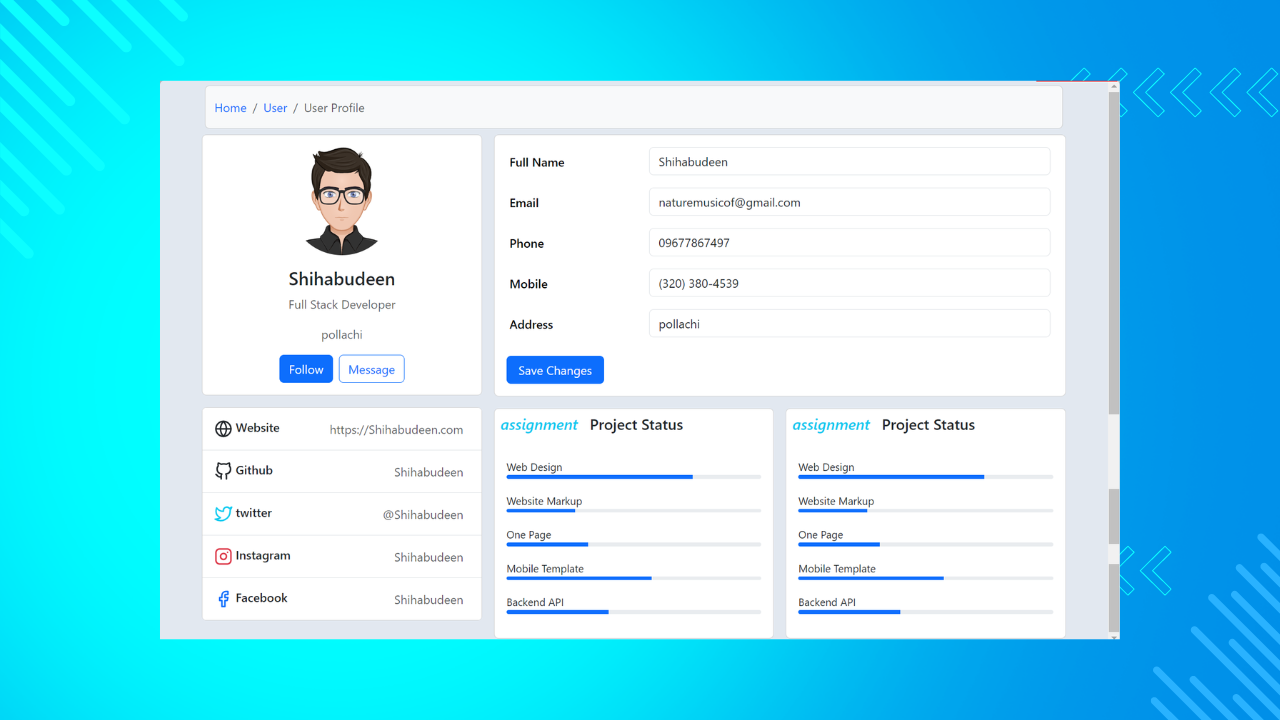 Home / User / User Profile
Shihabudeen
Full Stack Developer
pollachi
Follow Message
Full Name Shihabudeen
Email naturemusicof@gmail.com
Phone 09677867497
Mobile (320) 380-4539
Address pollachi
Save Changes
Website https://Shihabudeen.com
Github Shihabudeen
twitter @Shihabudeen
Instagram Shihabudeen
Facebook Shihabudeen
assignment Project Status
Web Design
Website Markup
One Page
Mobile Template
Backend API
assignment Project Status
Web Design
Website Markup
One Page
Mobile Template
Backend API